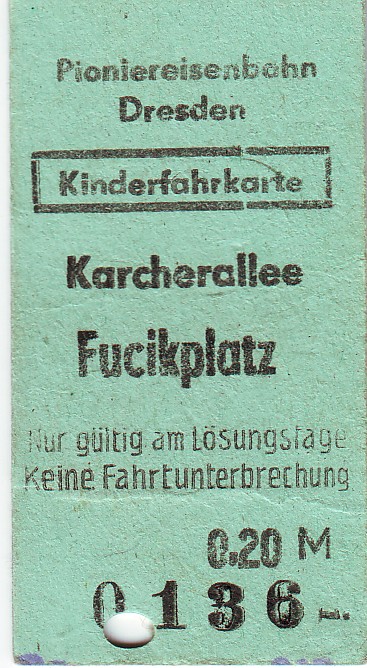 Pioniereisenbahn
Dresden
Kinderfahrkarte
Karcherallee
Fucikplatz
Nur gültig am Lösungstage
Keine Fahrtunterbrechung
0.20 M
0136